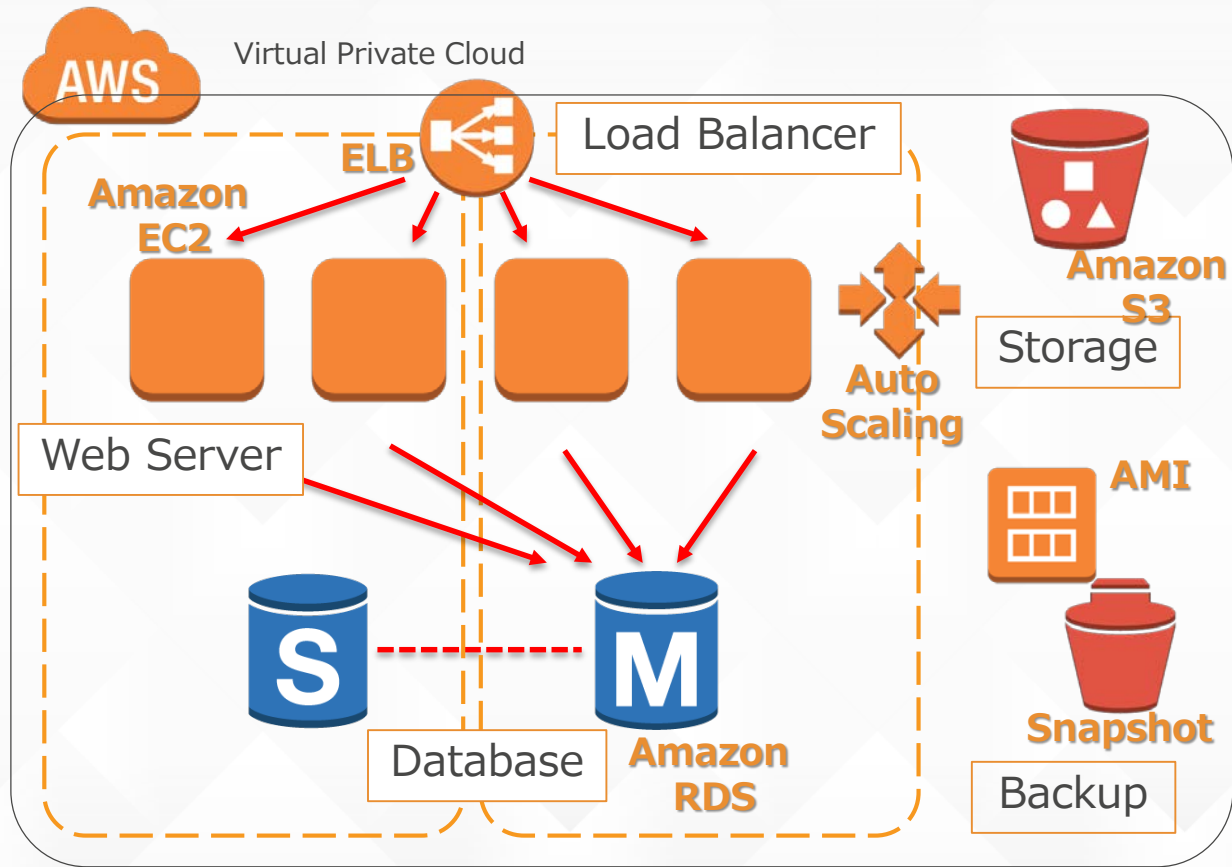 AWS
Virtual Private Cloud
Load Balancer
ELB
Amazon
EC2
Amazon
S3
Storage
Auto
Scaling
Web Server
AMI
S
M
Snapshot
Database
Amazon
RDS
Backup